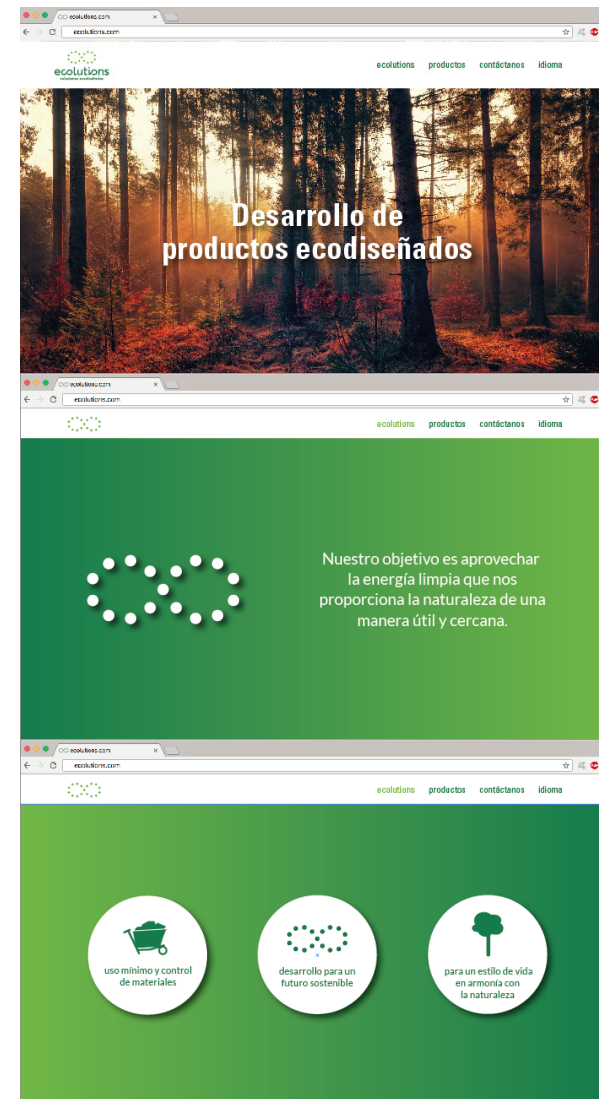 ecolutions.com
ecolutions.com
ecolutions
soluciones ecodiseñadas
ecolutions productos contáctanos idioma
Desarrollo de
productos ecodiseñados
ecolutions.com
ecolutions.com
ecolutions productos contáctanos idioma
Nuestro objetivo es aprovechar
la energía limpia que nos
proporciona la naturaleza de una
manera útil y cercana.
ecolutions.com
ecolutions.com
ecolutions productos contáctanos idioma
uso mínimo y control
de materiales
desarrollo para un
futuro sostenible
para un estilo de vida
en armonía con
la naturaleza